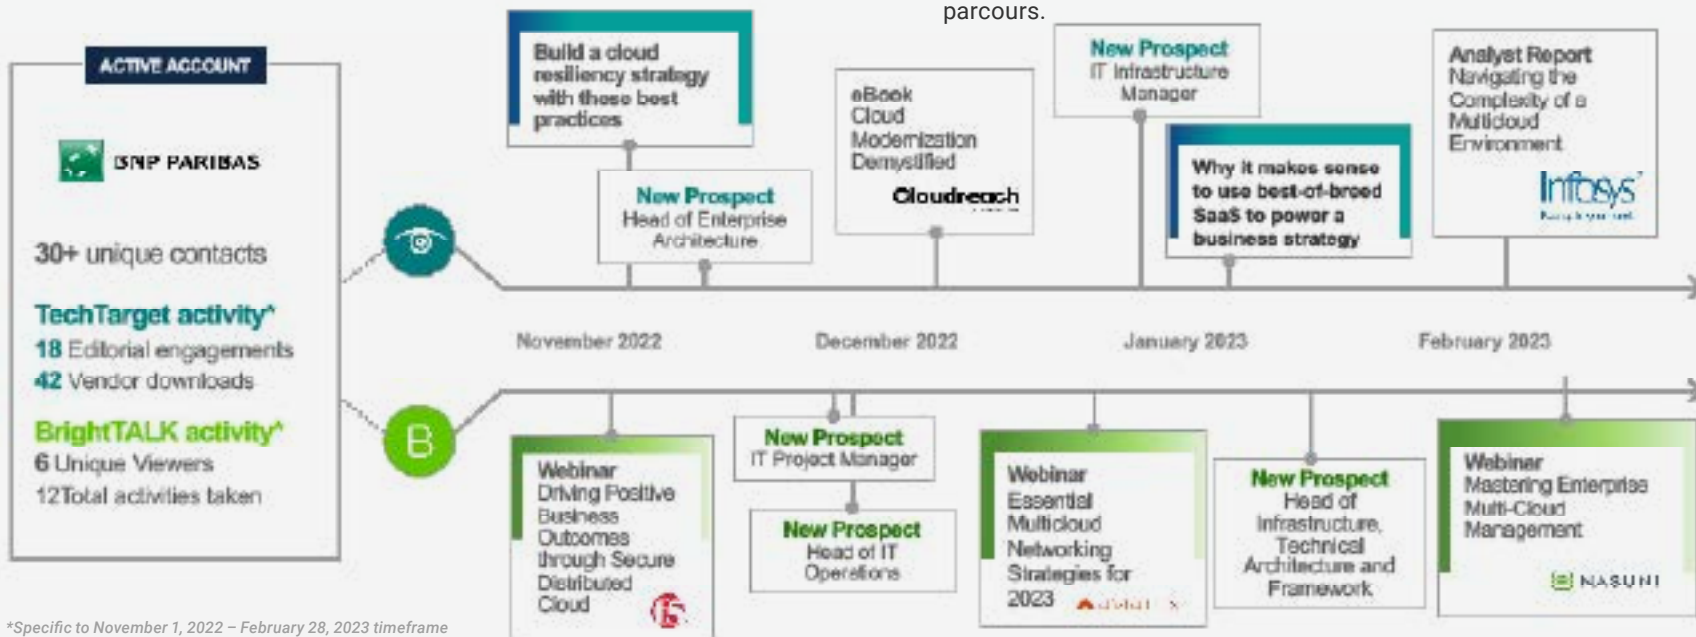 parcours.
ACTIVE ACCOUNT
BNP PARIBAS
30+ unique contacts
TechTarget activity^
18 Editorial engagements
42 Vendor downloads
BrightTALK activity^
6 Unique Viewers
12Total activities taken
Build a cloud
resiliency strategy
with these best
practices
New Prospect
Head of Enterprise
Architecture
eBook
Cloud
Modernization
Demystified
Cloudreach
New Prospect
IT Infrastructure
Manager
Why it makes sense
to use best-of-breed
SaaS to power a
business strategy
Analyst Report
Navigating the
Complexity of a
Multicloud
Environment
Infosys
November 2022
December 2022
January 2023
February 2023
B
Webinar
Driving Positive
Business
Outcomes
through Secure
Distributed
Cloud
f5
New Prospect
IT Project Manager
New Prospect
Head of IT
Operations
Webinar
Essential
Multicloud
Networking
Strategies for
2023
New Prospect
Head of
Infrastructure,
Technical
Architecture and
Framework
Webinar
Mastering Enterprise
Multi-Cloud
Management
NASUNI
*Specific to November 1, 2022 – February 28, 2023 timeframe